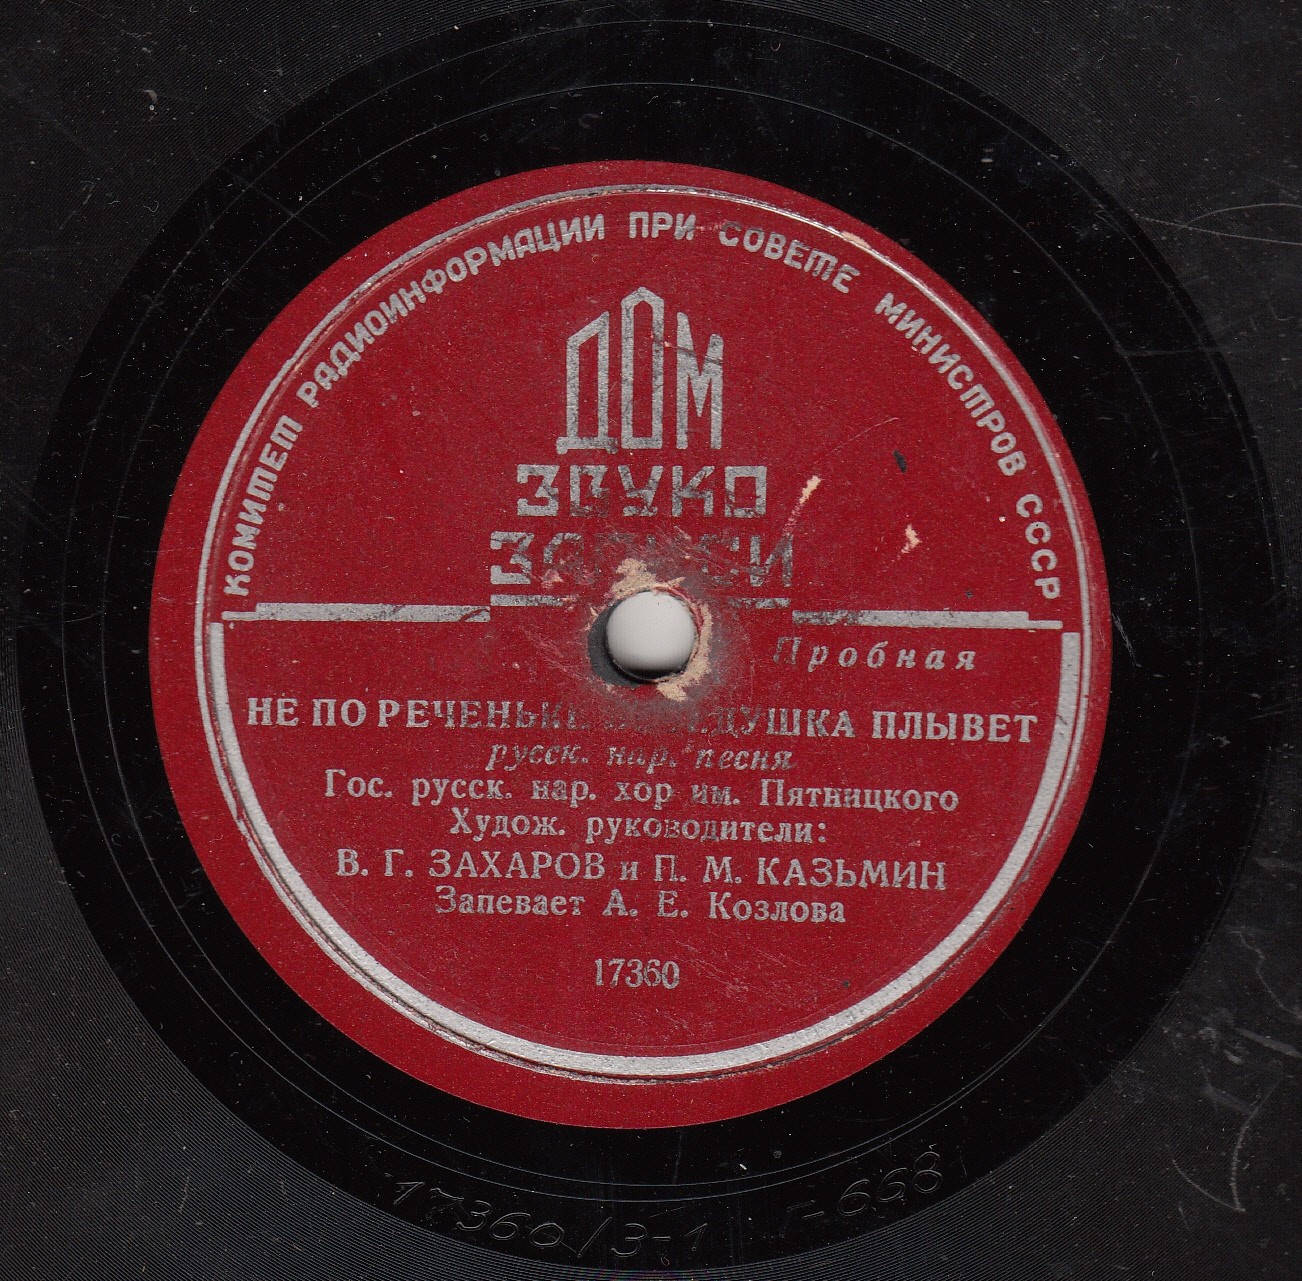 КОМИТЕТ РАДИОИНФОРМАЦИИ ПРИ СОВЕТЕ МИНИСТРОВ СССР
ДОМ
ЗВУКО
ЗАПИСИ
Пробная
НЕ ПО РЕЧЕНЬКЕ ПЛЫВЕТ
русск. нар. песня
Гос. русск. нар. хор им. Пятницкого
Худож. руководители:
В. Г. ЗАХАРОВ и П. М. КАЗЬМИН
Запевает А. Е. Козлова
17360
17360/3-1 Г-668